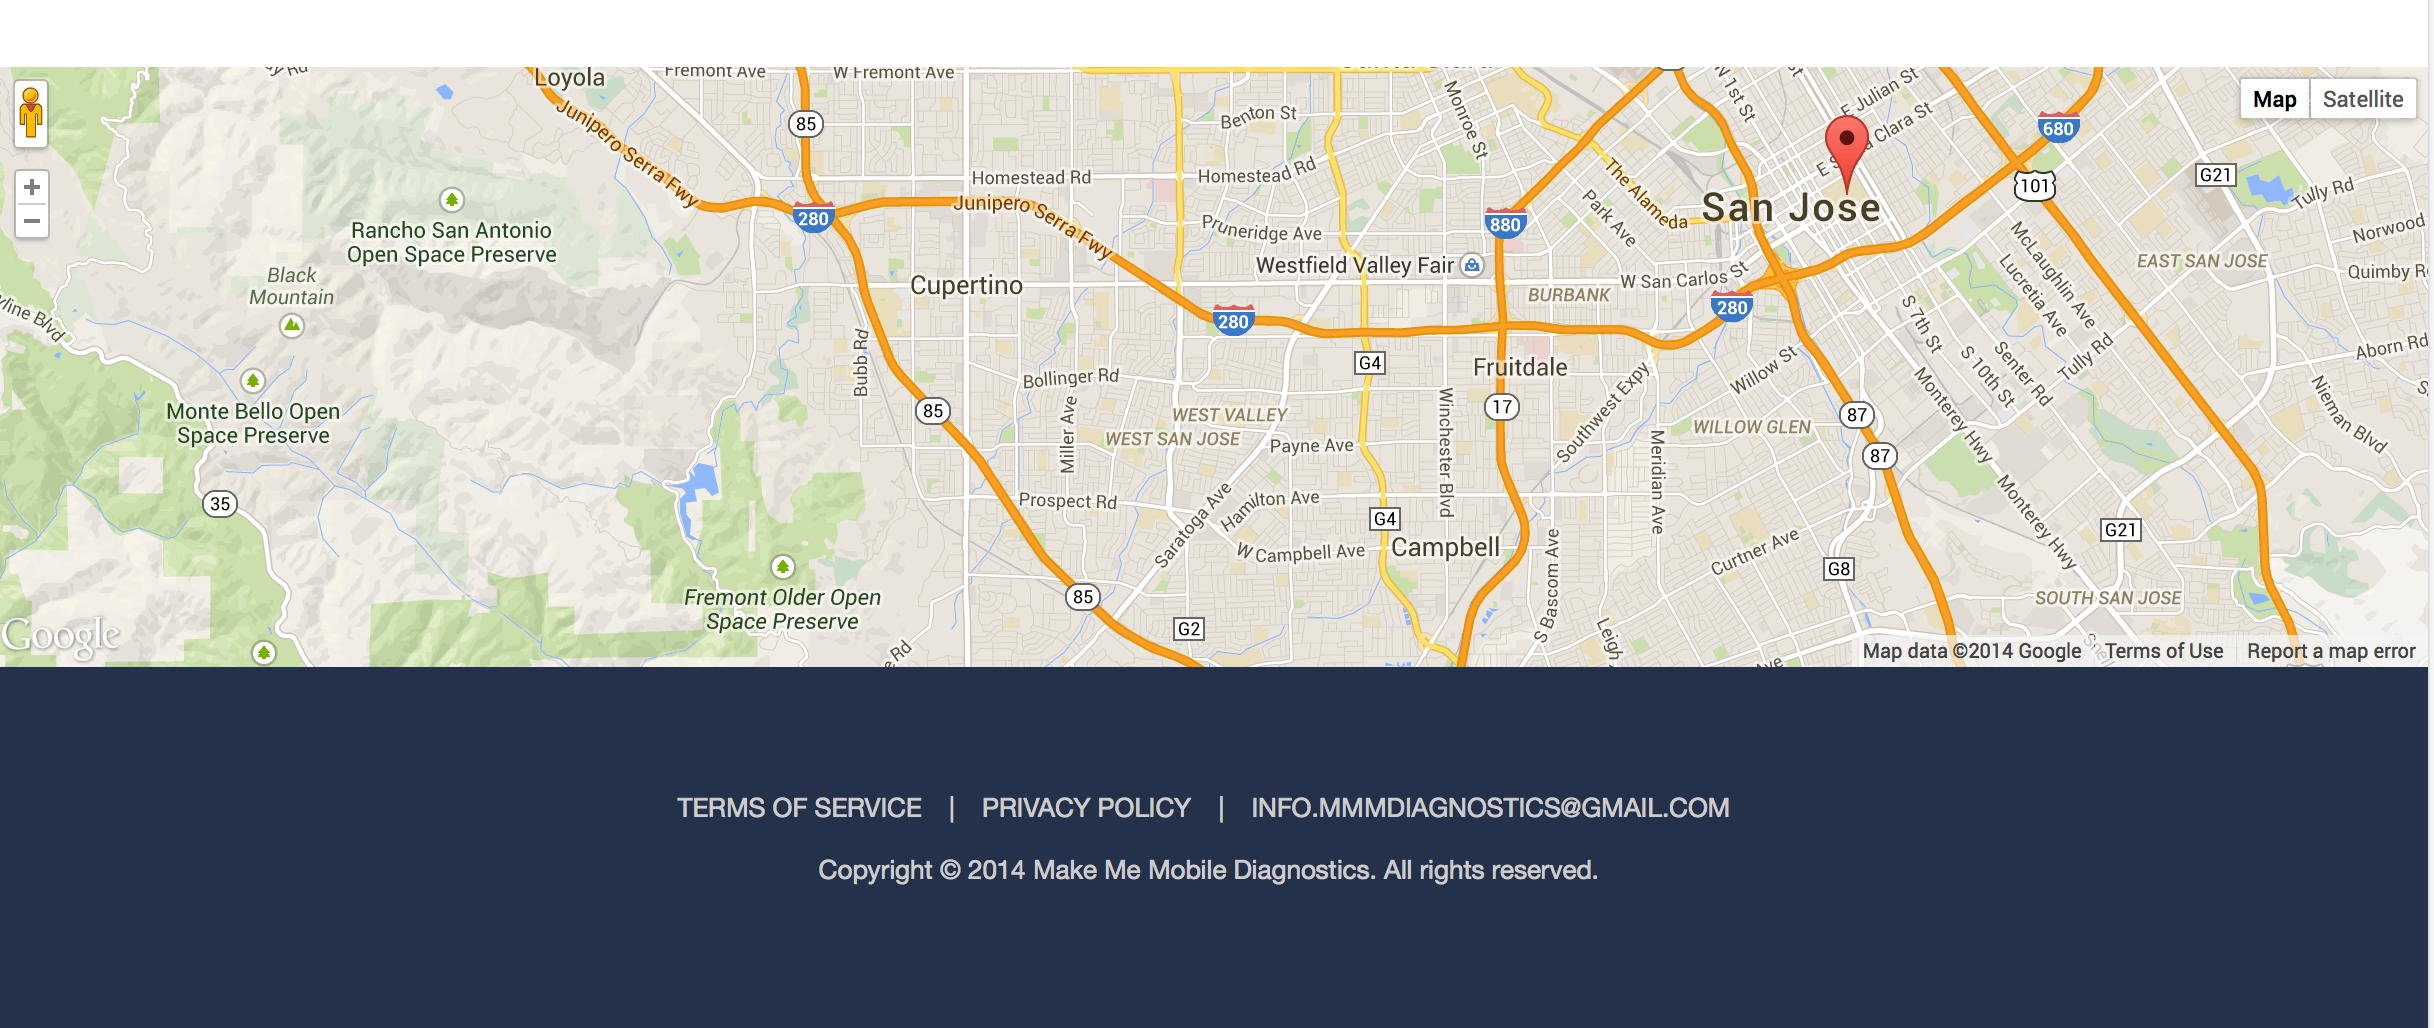 Loyola
Fremont Ave
W Fremont Ave
N 1st St
E Julian St
E Santa Clara St
Map
Satellite
Junipero Serra Fwy
85
Benton St
Monroe St
680
Homestead Rd
Homestead Rd
The Alameda
101
G21
Tully Rd
Rancho San Antonio
Open Space Preserve
280
Junipero Serra Fwy
Pruneridge Ave
880
Park Ave
San Jose
Norwood
Black
Mountain
Cupertino
Westfield Valley Fair
W San Carlos St
McLaughlin Ave
Lucretia Ave
EAST SAN JOSE
Quimby
BURBANK
280
280
S 7th St
Bubb Rd
G4
Fruitdale
Willow St
S 10th St
Senter Rd
Tully Rd
Aborn Rd
Monte Bello Open
Space Preserve
Bollinger Rd
Miller Ave
85
WEST VALLEY
WEST SAN JOSE
Payne Ave
Winchester Blvd
17
Southwest Expy
Meridian Ave
WILLOW GLEN
87
87
Monterey Hwy
Nieman Blvd
35
Prospect Rd
Saratoga Ave
Hamilton Ave
G4
W Campbell Ave
Campbell
S Bascom Ave
Curtner Ave
G8
Monterey Hwy
G21
Fremont Older Open
Space Preserve
85
G2
Leigh
SOUTH SAN JOSE
Google
Map data ©2014 Google
Terms of Use
Report a map error
TERMS OF SERVICE | PRIVACY POLICY | INFO.MMMDIAGNOSTICS@GMAIL.COM
Copyright © 2014 Make Me Mobile Diagnostics. All rights reserved.